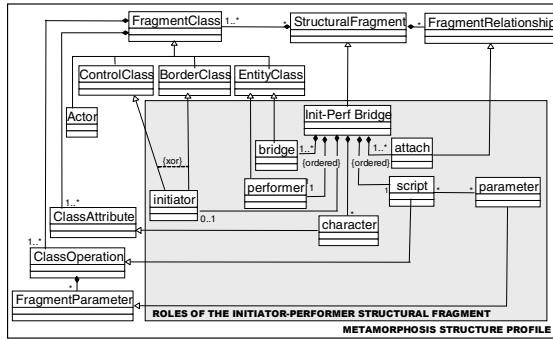 FragmentClass
1..*
*
StructuralFragment
*
FragmentRelationship
ControlClass
BorderClass
EntityClass
Actor
Init-Perf Bridge
bridge
1..*
{ordered}
1..*
attach
{xor}
{ordered}
initiator
performer
1
1
script
*
*
parameter
0..1
*
1..*
ClassAttribute
character
1..*
ClassOperation
*
FragmentParameter
ROLES OF THE INITIATOR-PERFORMER STRUCTURAL FRAGMENT
METAMORPHOSIS STRUCTURE PROFILE